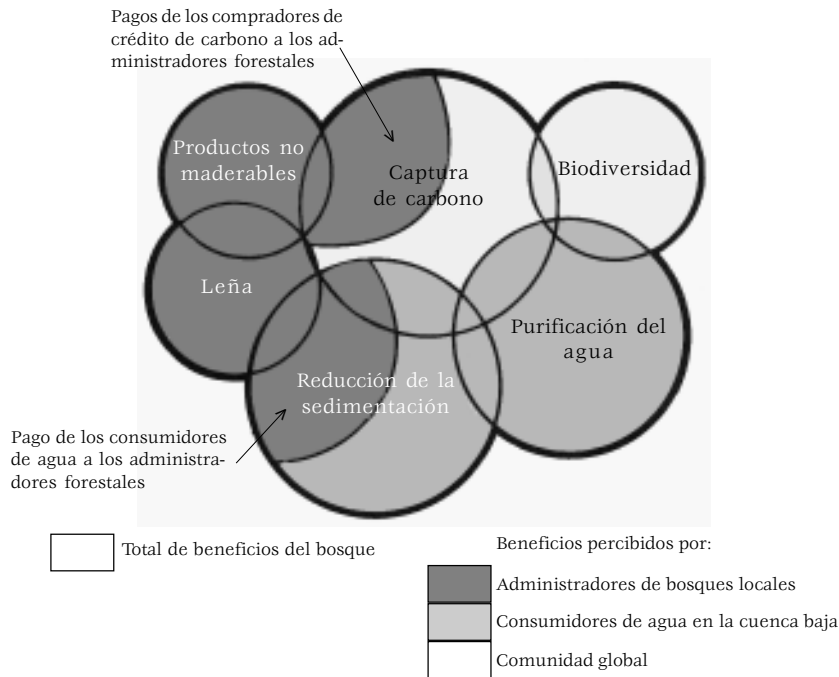 Pagos de los compradores de
crédito de carbono a los ad-
ministradores forestales
Productos no
maderables
Captura
de carbono
Biodiversidad
Leña
Purificación del
agua
Reducción de la
sedimentación
Pago de los consumidores
de agua a los administra-
dores forestales
Total de beneficios del bosque
Beneficios percibidos por:
Administradores de bosques locales
Consumidores de agua en la cuenca baja
Comunidad global